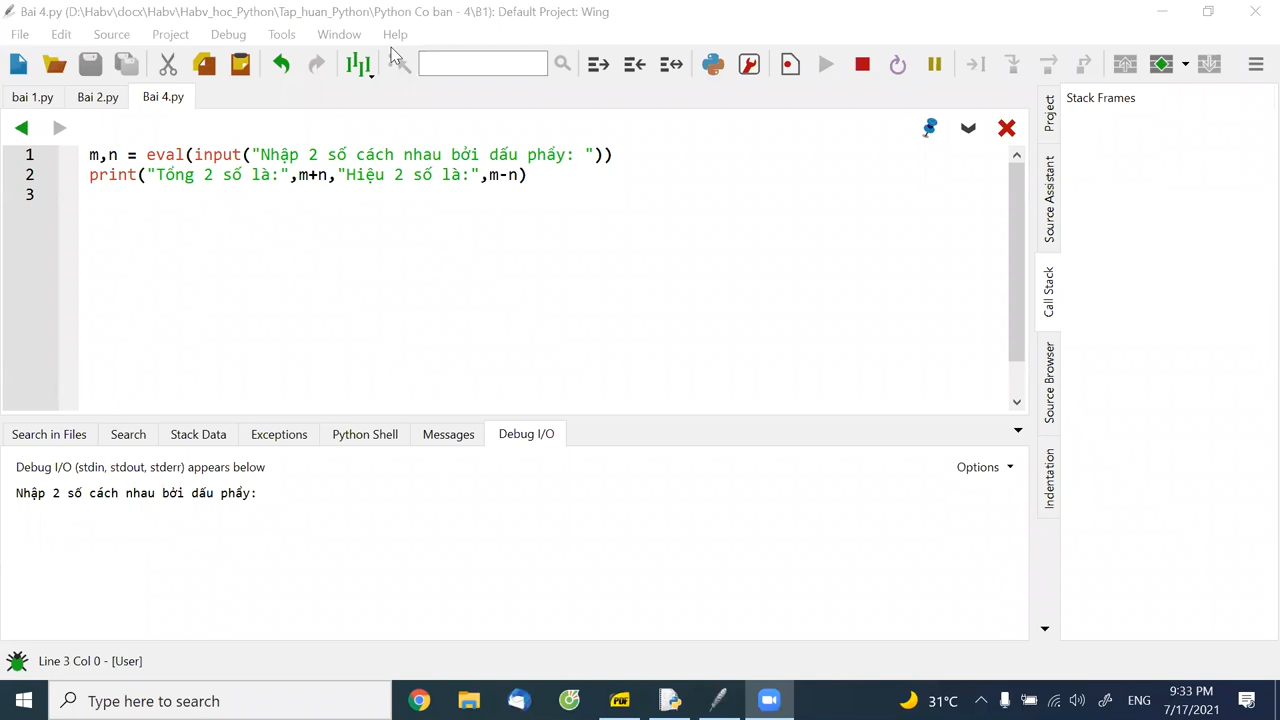 Bai 4.py (D:\Habv\docx\Habv\Habv_hoc_Python\Tap_huan_Python\Python Co ban - 4\B1): Default Project: Wing
File Edit Source Project Debug Tools Window Help
bai 1.py Bai 2.py Bai 4.py
1 m,n = eval(input("Nhập 2 số cách nhau bởi dấu phẩy: "))
2 print("Tổng 2 số là:",m+n,"Hiệu 2 số là:",m-n)
3
Stack Frames
Project
Source Assistant
Call Stack
Source Browser
Indentation
Search in Files Search Stack Data Exceptions Python Shell Messages Debug I/O
Debug I/O (stdin, stdout, stderr) appears below
Options
Nhập 2 số cách nhau bởi dấu phẩy:
Line 3 Col 0 - [User]
Type here to search
PDF
31°C
ENG
9:33 PM
7/17/2021